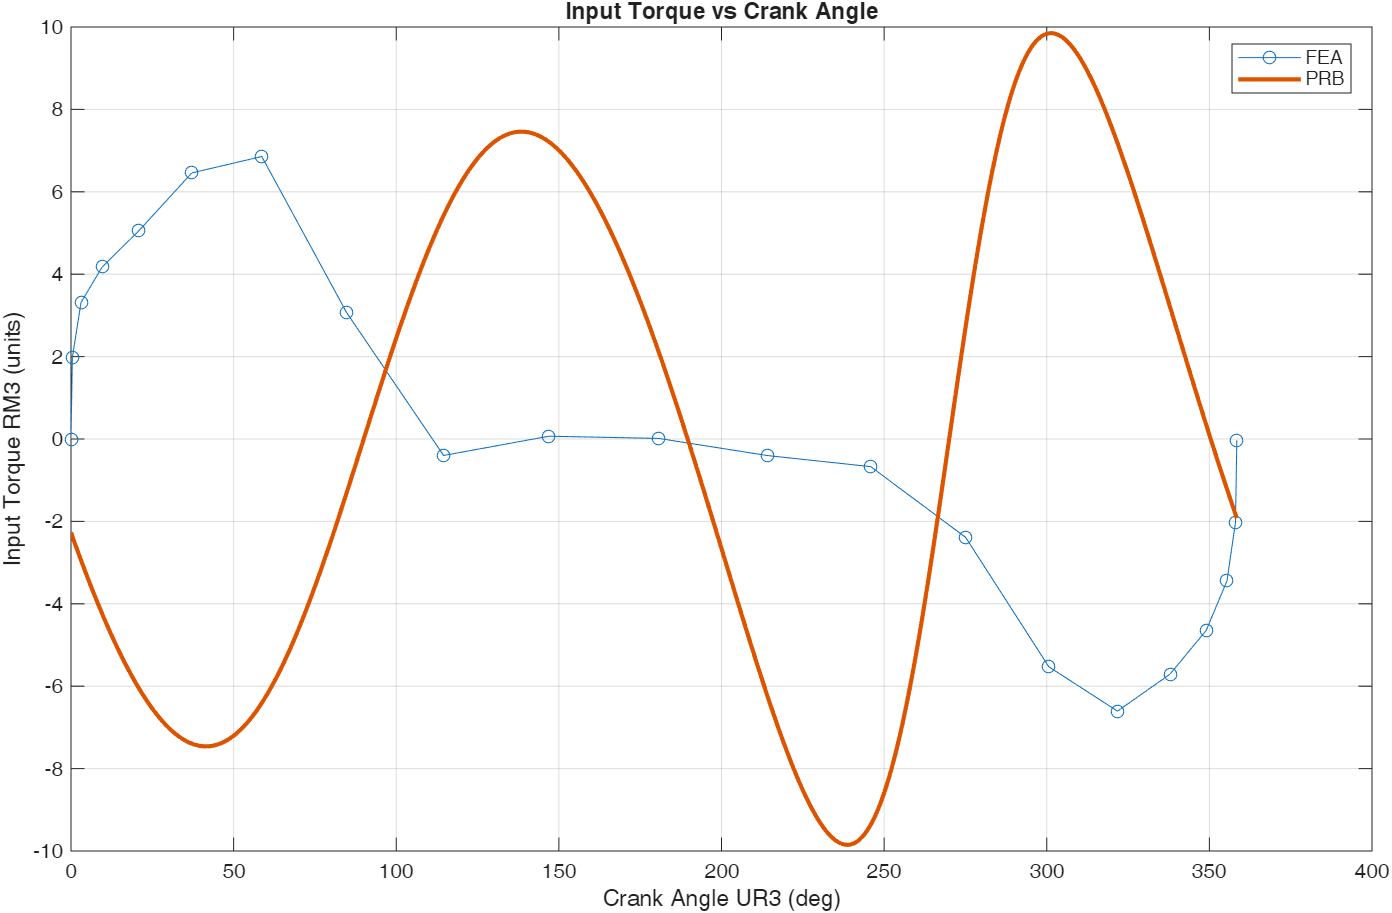 Input Torque vs Crank Angle
FEA
PRB
10
8
6
4
2
0
-2
-4
-6
-8
-10
Input Torque RM3 (units)
0 50 100 150 200 250 300 350 400
Crank Angle UR3 (deg)